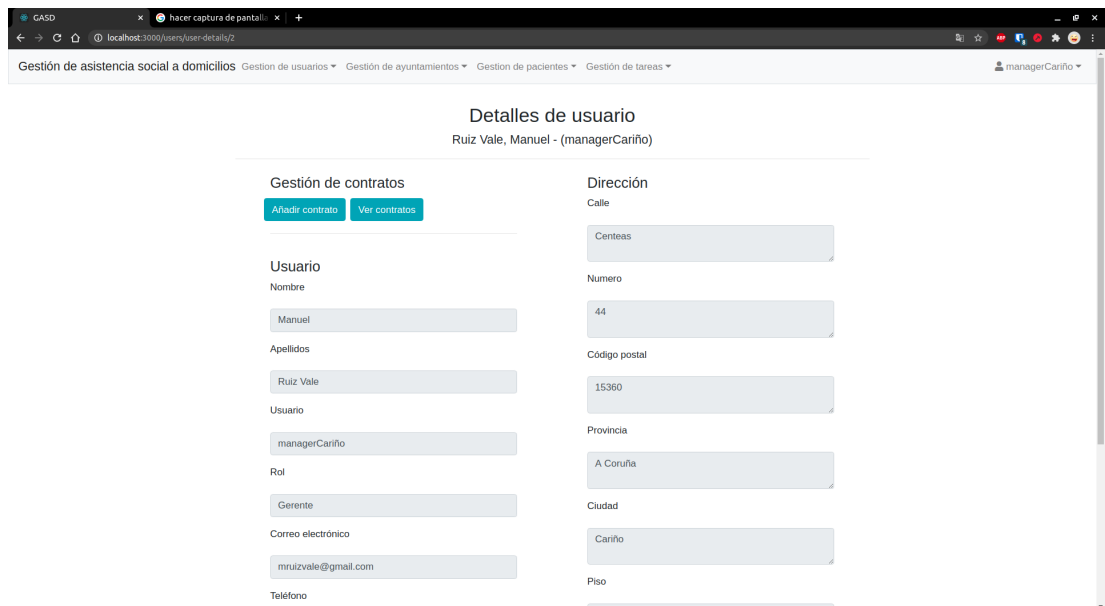 GASD
hacer captura de pantall
localhost:3000/users/user-details/2
Gestión de asistencia social a domicilios Gestion de usuarios Gestión de ayuntamientos Gestion de pacientes Gestión de tareas managerCariño
Detalles de usuario
Ruiz Vale, Manuel - (managerCariño)
Gestión de contratos
Añadir contrato Ver contratos
Usuario
Nombre
Manuel
Apellidos
Ruiz Vale
Usuario
managerCariño
Rol
Gerente
Correo electrónico
mruizvale@gmail.com
Teléfono
Dirección
Calle
Centeas
Numero
44
Código postal
15360
Provincia
A Coruña
Ciudad
Cariño
Piso